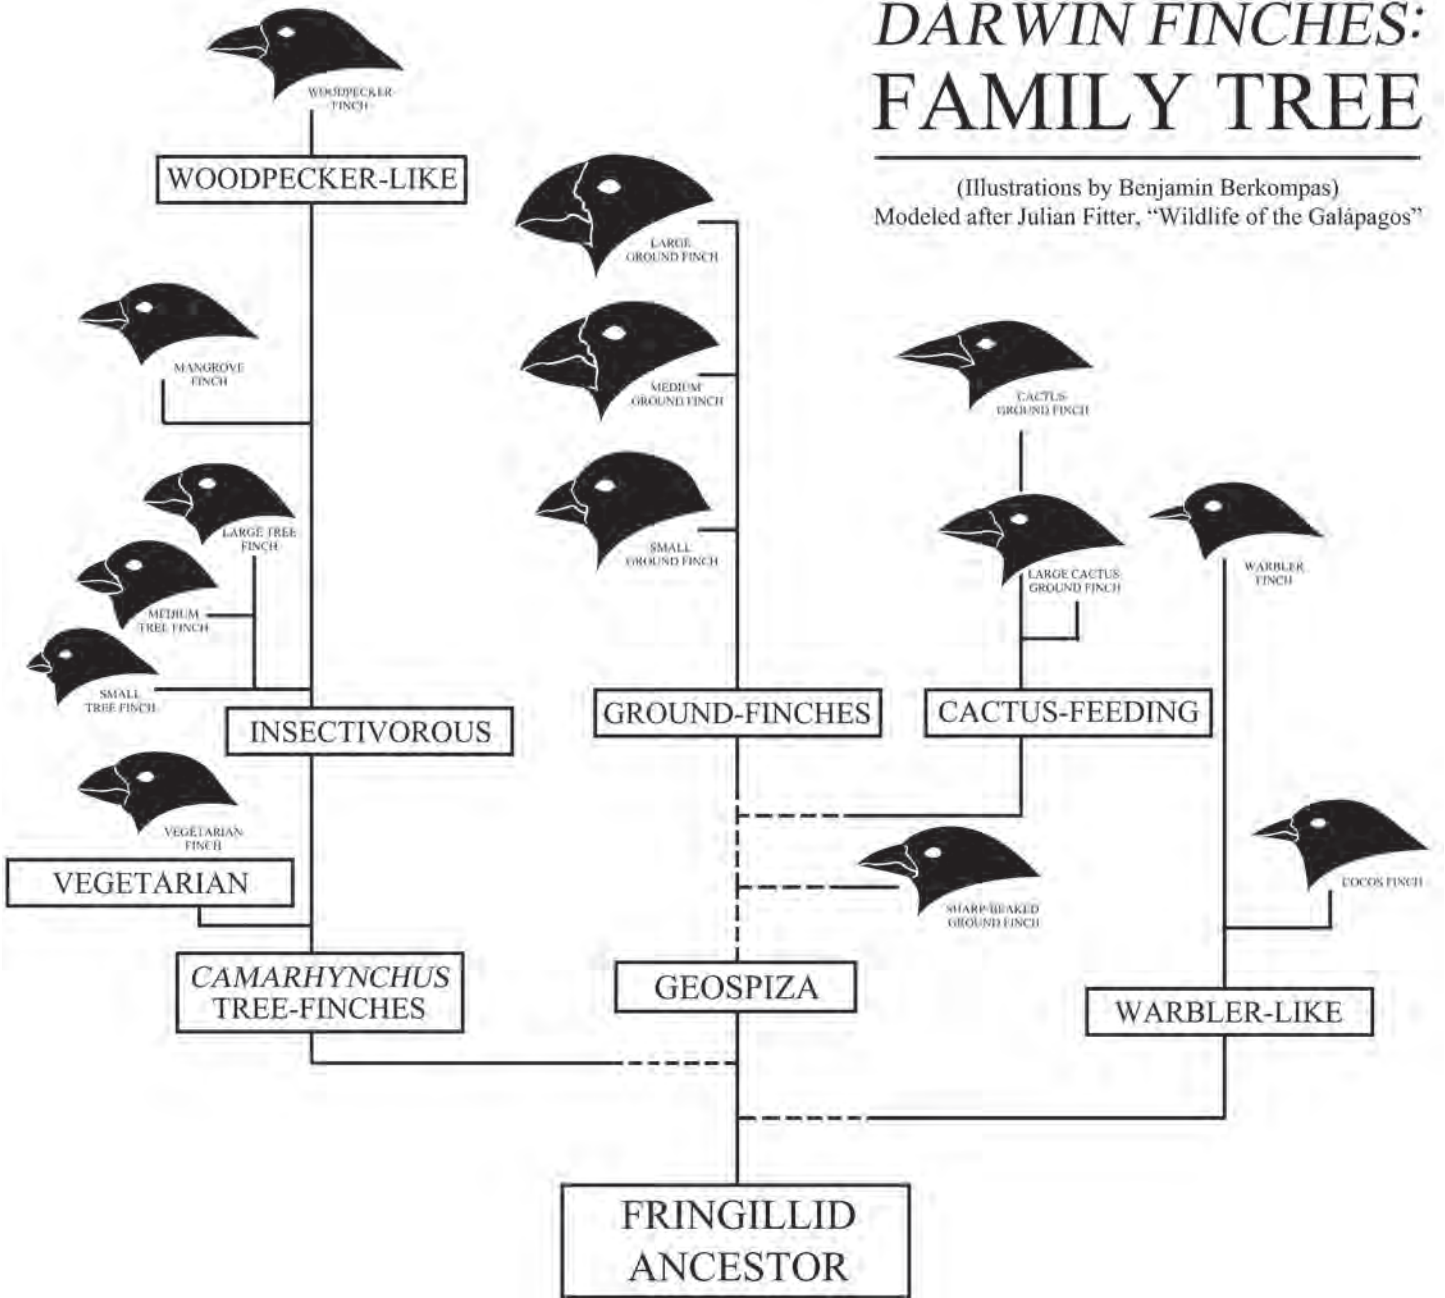 DARWIN FINCHES:
FAMILY TREE
(Illustrations by Benjamin Berkompas)
Modeled after Julian Fitter, “Wildlife of the Galápagos”
WOODPECKER
FINCH
WOODPECKER-LIKE
MANGROVE
FINCH
LARGE TREE
FINCH
MEDIUM
TREE FINCH
SMALL
TREE FINCH
INSECTIVOROUS
VEGETARIAN
FINCH
VEGETARIAN
CAMARHYNCHUS
TREE-FINCHES
LARGE
GROUND FINCH
MEDIUM
GROUND FINCH
SMALL
GROUND FINCH
GROUND-FINCHES
CACTUS
GROUND FINCH
LARGE CACTUS
GROUND FINCH
CACTUS-FEEDING
SHARP-BEAKED
GROUND FINCH
GEOSPIZA
WARBLER
FINCH
COCOS FINCH
WARBLER-LIKE
FRINGILLID
ANCESTOR